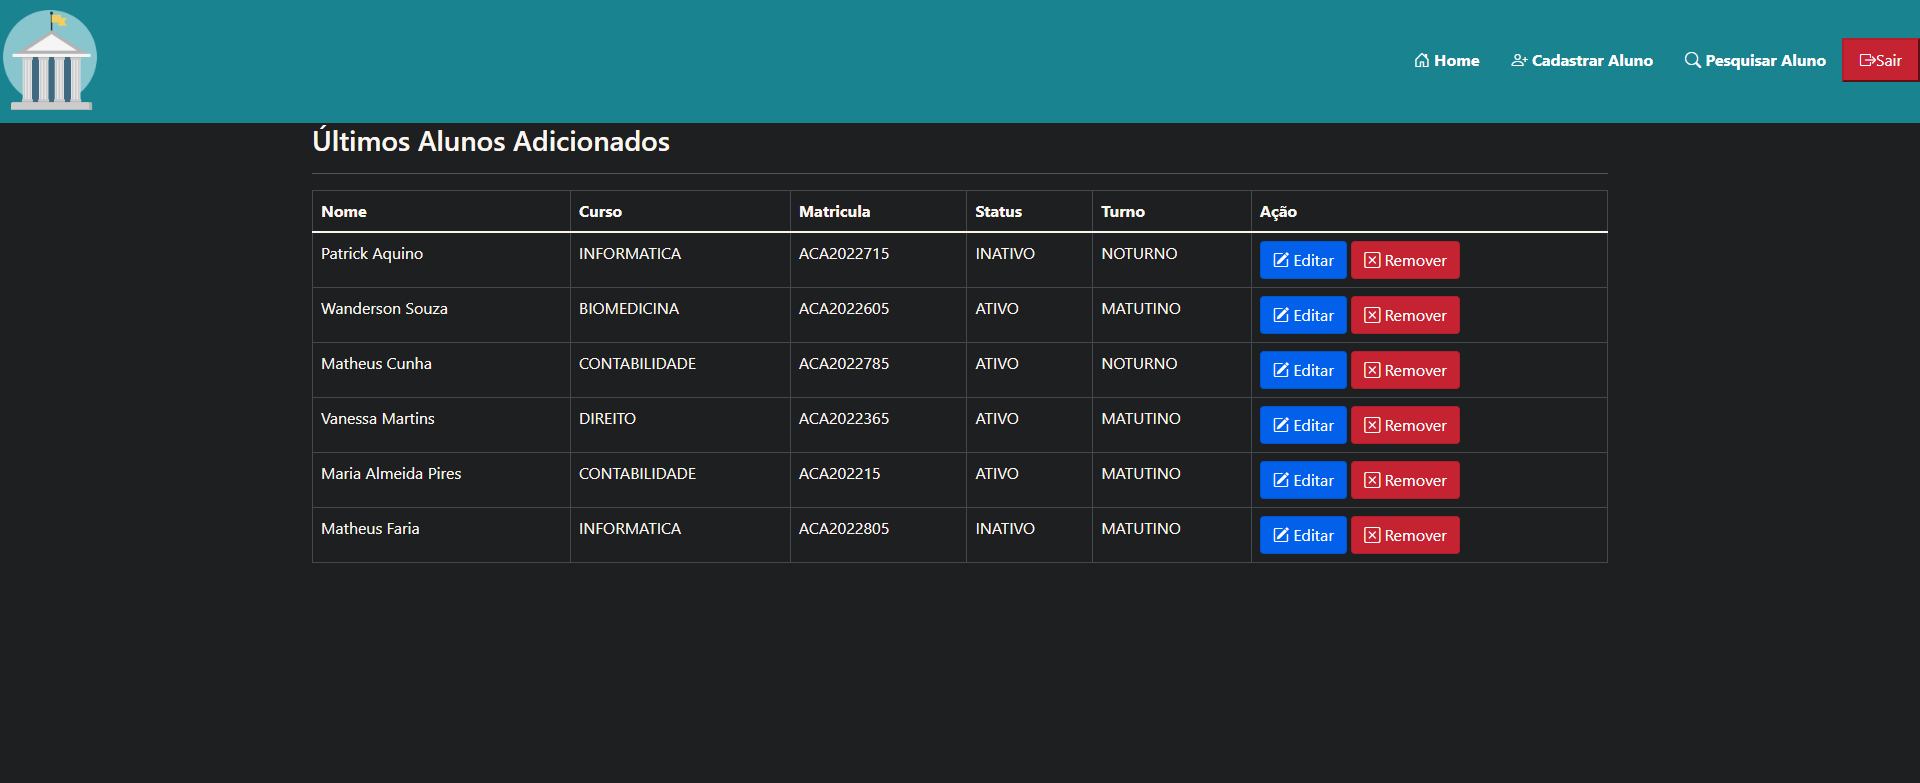 Home Cadastrar Aluno Pesquisar Aluno Sair
Últimos Alunos Adicionados
Nome Curso Matricula Status Turno Ação
Patrick Aquino INFORMATICA ACA2022715 INATIVO NOTURNO Editar Remover
Wanderson Souza BIOMEDICINA ACA2022605 ATIVO MATUTINO Editar Remover
Matheus Cunha CONTABILIDADE ACA2022785 ATIVO NOTURNO Editar Remover
Vanessa Martins DIREITO ACA2022365 ATIVO MATUTINO Editar Remover
Maria Almeida Pires CONTABILIDADE ACA202215 ATIVO MATUTINO Editar Remover
Matheus Faria INFORMATICA ACA2022805 INATIVO MATUTINO Editar Remover